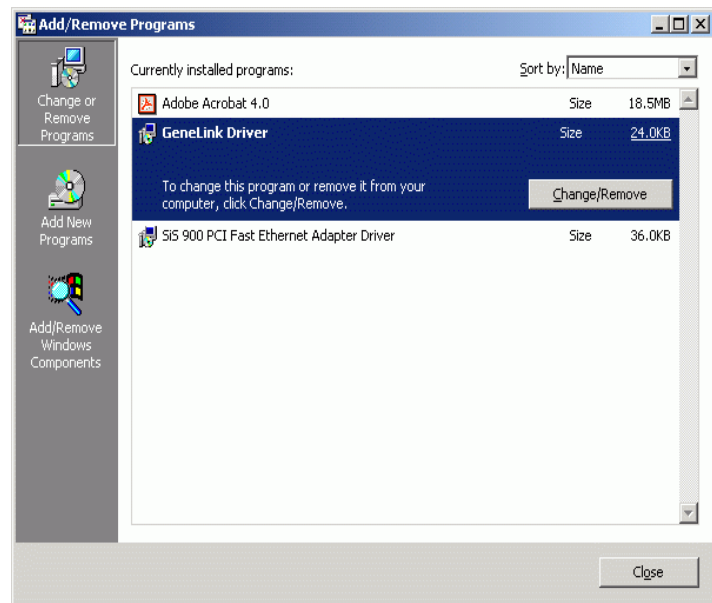 Add/Remove Programs
Change or
Remove
Programs
Add New
Programs
Add/Remove
Windows
Components
Currently installed programs:
Sort by: Name
Adobe Acrobat 4.0 Size 18.5MB
GeneLink Driver Size 24.0KB
To change this program or remove it from your
computer, click Change/Remove.
Change/Remove
SiS 900 PCI Fast Ethernet Adapter Driver Size 36.0KB
Close